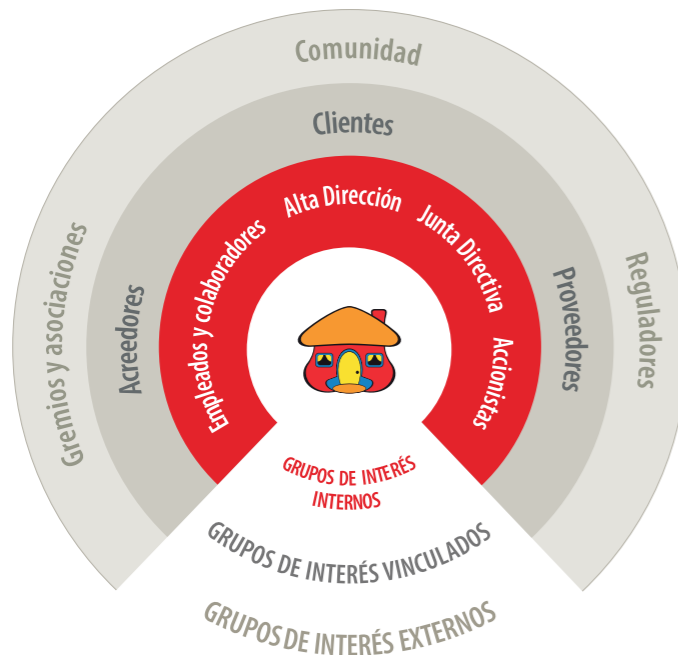 Comunidad
Gremios y asociaciones
Reguladores
Clientes
Acreedores
Proveedores
Empleados y colaboradores
Alta Dirección
Junta Directiva
Accionistas
GRUPOS DE INTERÉS
INTERNOS
GRUPOS DE INTERÉS VINCULADOS
GRUPOS DE INTERÉS EXTERNOS